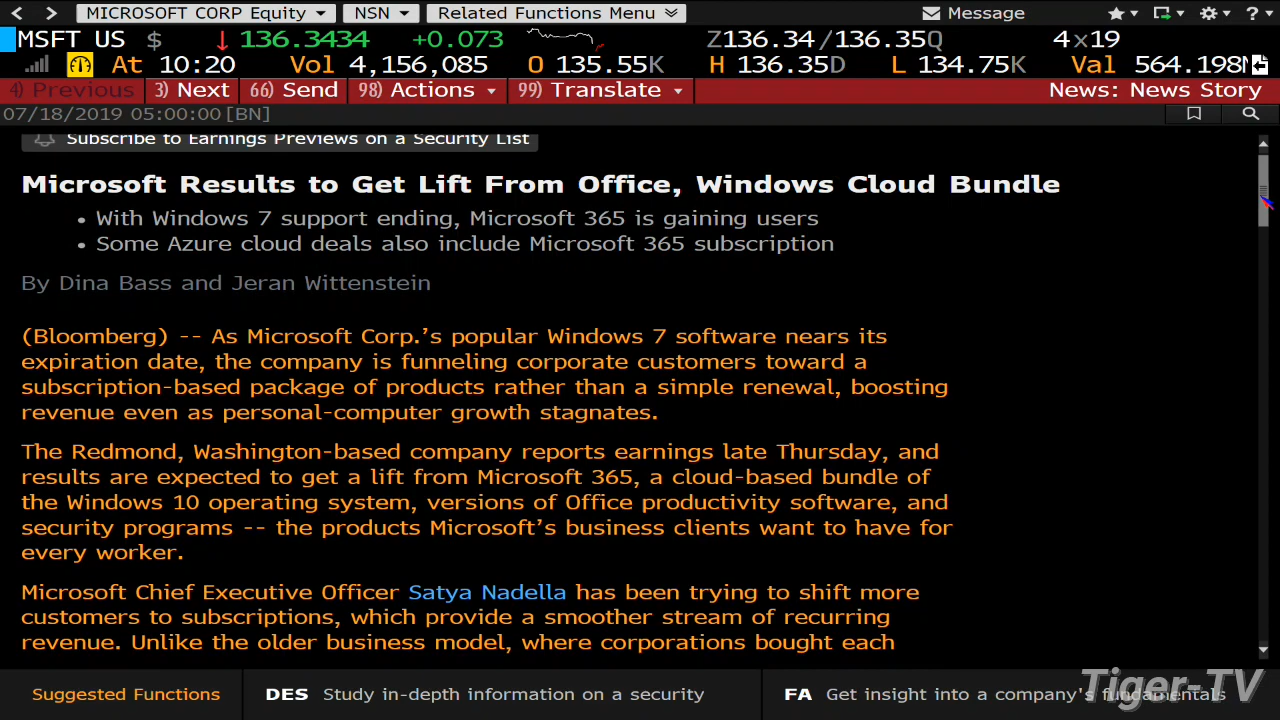 MICROSOFT CORP Equity NSN Related Functions Menu Message ?
MSFT US $ ↓ 136.3434 +0.073 Z136.34/136.35Q 4×19
At 10:20 Vol 4,156,085 O 135.55K H 136.35D L 134.75K Val 564.198M
4) Previous 3) Next 66) Send 98) Actions 99) Translate News: News Story
07/18/2019 05:00:00 [BN]
Subscribe to Earnings Previews on a Security List
Microsoft Results to Get Lift From Office, Windows Cloud Bundle
• With Windows 7 support ending, Microsoft 365 is gaining users
• Some Azure cloud deals also include Microsoft 365 subscription
By Dina Bass and Jeran Wittenstein
(Bloomberg) -- As Microsoft Corp.’s popular Windows 7 software nears its
expiration date, the company is funneling corporate customers toward a
subscription-based package of products rather than a simple renewal, boosting
revenue even as personal-computer growth stagnates.
The Redmond, Washington-based company reports earnings late Thursday, and
results are expected to get a lift from Microsoft 365, a cloud-based bundle of
the Windows 10 operating system, versions of Office productivity software, and
security programs -- the products Microsoft’s business clients want to have for
every worker.
Microsoft Chief Executive Officer Satya Nadella has been trying to shift more
customers to subscriptions, which provide a smoother stream of recurring
revenue. Unlike the older business model, where corporations bought each
Suggested Functions DES Study in-depth information on a security FA Get insight into a company's fundamentals
Tiger-TV